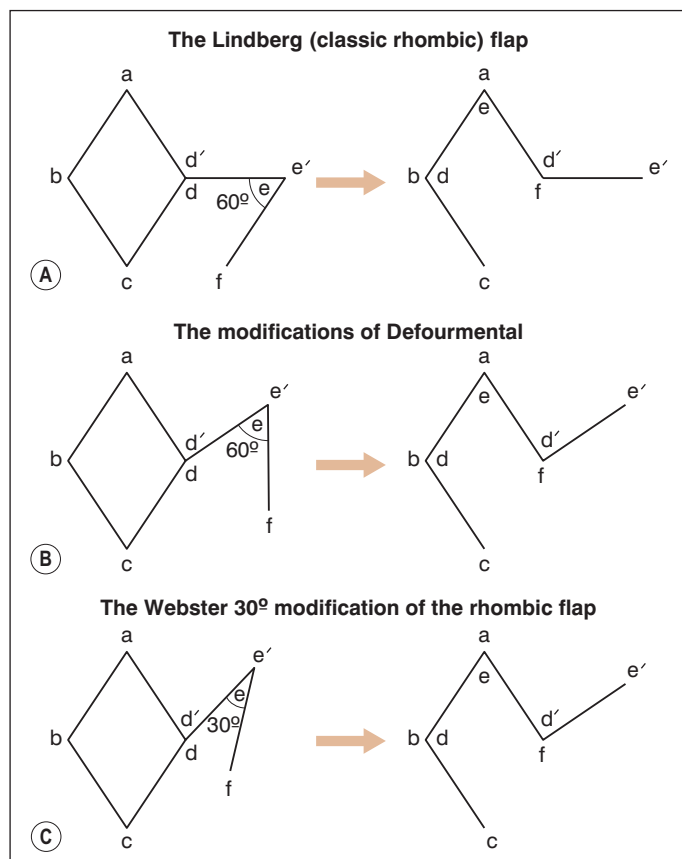 The Lindberg (classic rhombic) flap
a
a
e
d′
e′
d′
e′
b
d
e
b d
60º
f
f
c
c
A
The modifications of Defourmental
a
a
e′
e′
e
e
d′
d′
b
d
60º
b d
f
f
c
c
B
The Webster 30º modification of the rhombic flap
a
a
e′
e′
e
e
d′
30º
d′
b
d
b d
f
f
c
c
C